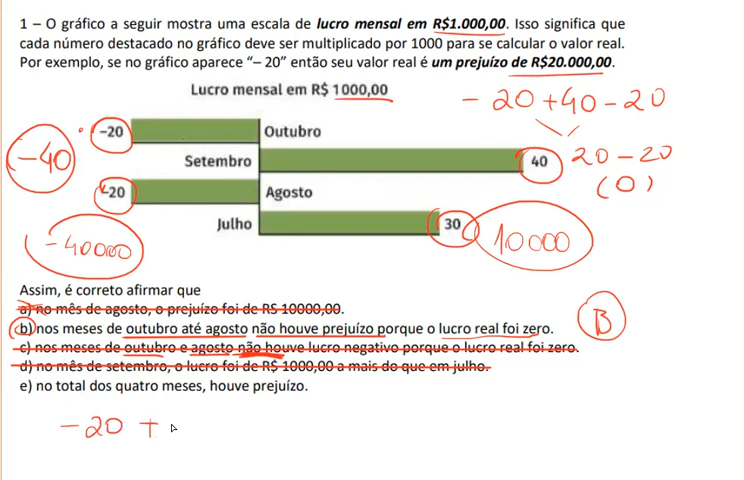 1 – O gráfico a seguir mostra uma escala de lucro mensal em R$1.000,00. Isso significa que
cada número destacado no gráfico deve ser multiplicado por 1000 para se calcular o valor real.
Por exemplo, se no gráfico aparece “– 20” então seu valor real é um prejuízo de R$20.000,00.
Lucro mensal em R$ 1000,00
- 20 +40 - 20
–20 Outubro
-40
Setembro 40
20 - 20
(0)
-20 Agosto
Julho 30
10000
-40000
Assim, é correto afirmar que
a) no mês de agosto, o prejuízo foi de R$ 10000,00.
b) nos meses de outubro até agosto não houve prejuízo porque o lucro real foi zero.
B
c) nos meses de outubro e agosto não houve lucro negativo porque o lucro real foi zero.
d) no mês de setembro, o lucro foi de R$ 1000,00 a mais do que em julho.
e) no total dos quatro meses, houve prejuízo.
-20 +